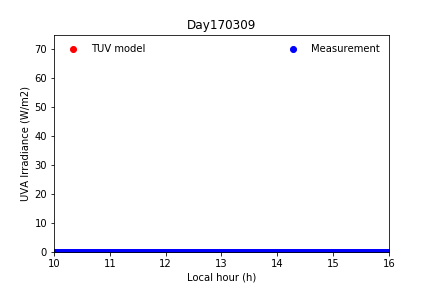 Day170309
TUV model
Measurement
70
60
50
40
30
20
10
0
UVA Irradiance (W/m2)
10 11 12 13 14 15 16
Local hour (h)